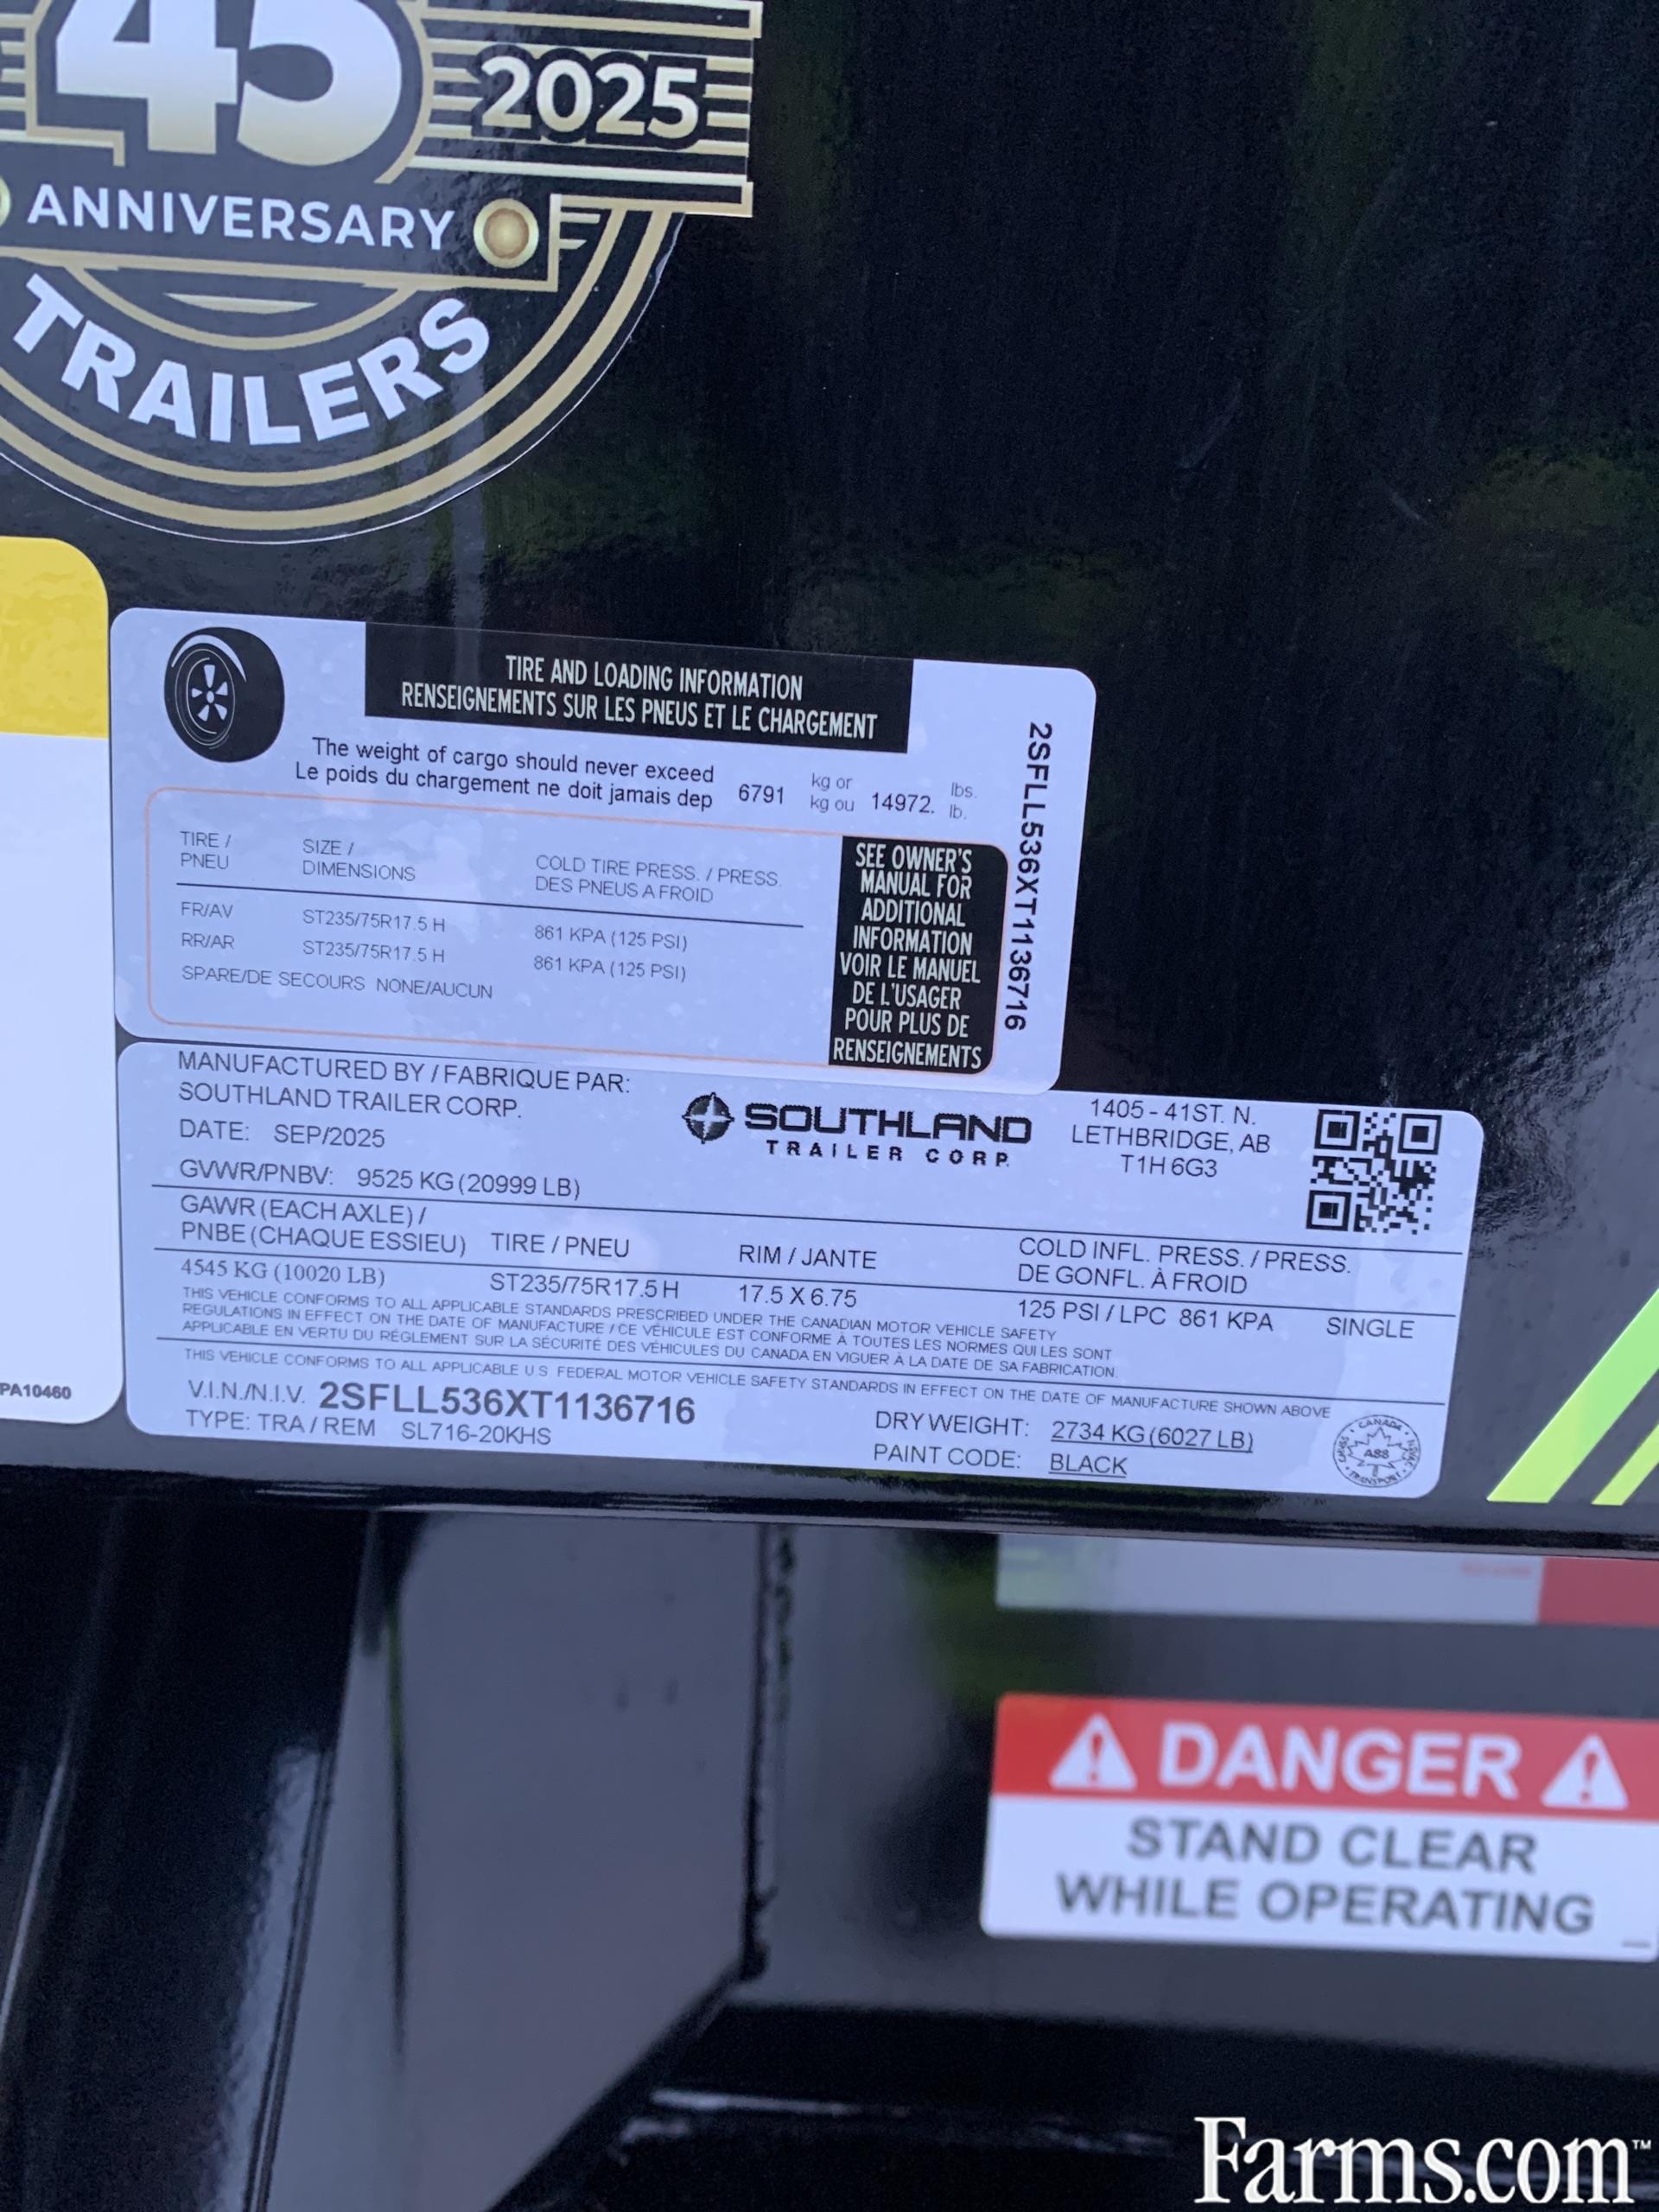 45
2025
ANNIVERSARY
TRAILERS
TIRE AND LOADING INFORMATION
RENSEIGNEMENTS SUR LES PNEUS ET LE CHARGEMENT
The weight of cargo should never exceed
Le poids du chargement ne doit jamais dep
6791
kg or
kg ou
14972.
lbs.
lb.
2SFLL536XT1136716
TIRE /
PNEU
SIZE /
DIMENSIONS
COLD TIRE PRESS. / PRESS.
DES PNEUS A FROID
FR/AV ST235/75R17.5 H 861 KPA (125 PSI)
RR/AR ST235/75R17.5 H 861 KPA (125 PSI)
SPARE/DE SECOURS NONE/AUCUN
SEE OWNER'S
MANUAL FOR
ADDITIONAL
INFORMATION
VOIR LE MANUEL
DE L'USAGER
POUR PLUS DE
RENSEIGNEMENTS
MANUFACTURED BY / FABRIQUE PAR:
SOUTHLAND TRAILER CORP.
DATE: SEP/2025
GVWR/PNBV: 9525 KG (20999 LB)
SOUTHLAND
TRAILER CORP.
1405 - 41ST. N.
LETHBRIDGE, AB
T1H 6G3
GAWR (EACH AXLE) /
PNBE (CHAQUE ESSIEU)
TIRE / PNEU
RIM / JANTE
COLD INFL. PRESS. / PRESS.
DE GONFL. À FROID
4545 KG (10020 LB) ST235/75R17.5 H 17.5 X 6.75 125 PSI / LPC 861 KPA SINGLE
THIS VEHICLE CONFORMS TO ALL APPLICABLE STANDARDS PRESCRIBED UNDER THE CANADIAN MOTOR VEHICLE SAFETY
REGULATIONS IN EFFECT ON THE DATE OF MANUFACTURE / CE VÉHICULE EST CONFORME À TOUTES LES NORMES QUI LES SONT
APPLICABLE EN VERTU DU RÉGLEMENT SUR LA SÉCURITÉ DES VÉHICULES DU CANADA EN VIGUER À LA DATE DE SA FABRICATION.
THIS VEHICLE CONFORMS TO ALL APPLICABLE U.S. FEDERAL MOTOR VEHICLE SAFETY STANDARDS IN EFFECT ON THE DATE OF MANUFACTURE SHOWN ABOVE
V.I.N./N.I.V. 2SFLL536XT1136716
TYPE: TRA / REM SL716-20KHS
DRY WEIGHT: 2734 KG (6027 LB)
PAINT CODE: BLACK
CANADA
A88
TRANSPORT
PA10460
DANGER
STAND CLEAR
WHILE OPERATING
Farms.com™